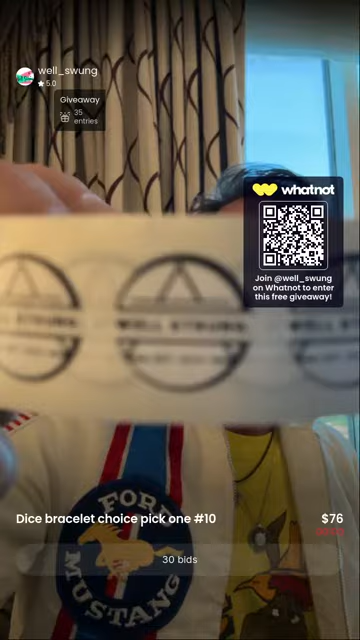 well_swung
5.0
Giveaway
35
entries
whatnot
Join @well_swung
on Whatnot to enter
this free giveaway!
WELL
FORD
MUSTANG
Dice bracelet choice pick one #10
$76
30 bids